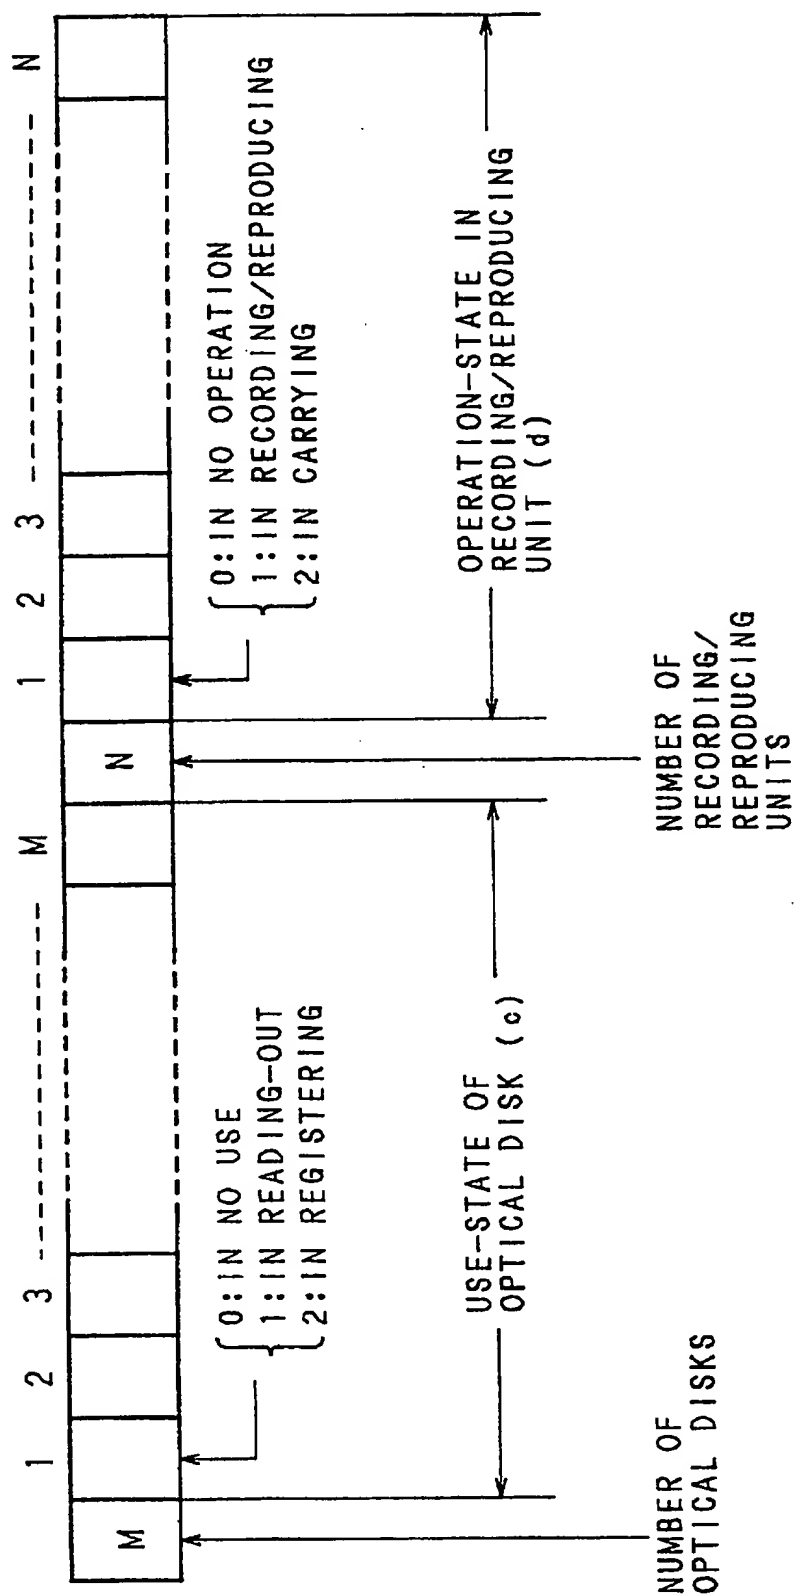 1 2 3 M 1 2 3 N
M N
0:IN NO USE
1:IN READING-OUT
2:IN REGISTERING
0:IN NO OPERATION
1:IN RECORDING/REPRODUCING
2:IN CARRYING
USE-STATE OF
OPTICAL DISK (c)
OPERATION-STATE IN
RECORDING/REPRODUCING
UNIT (d)
NUMBER OF
OPTICAL DISKS
NUMBER OF
RECORDING/
REPRODUCING
UNITS